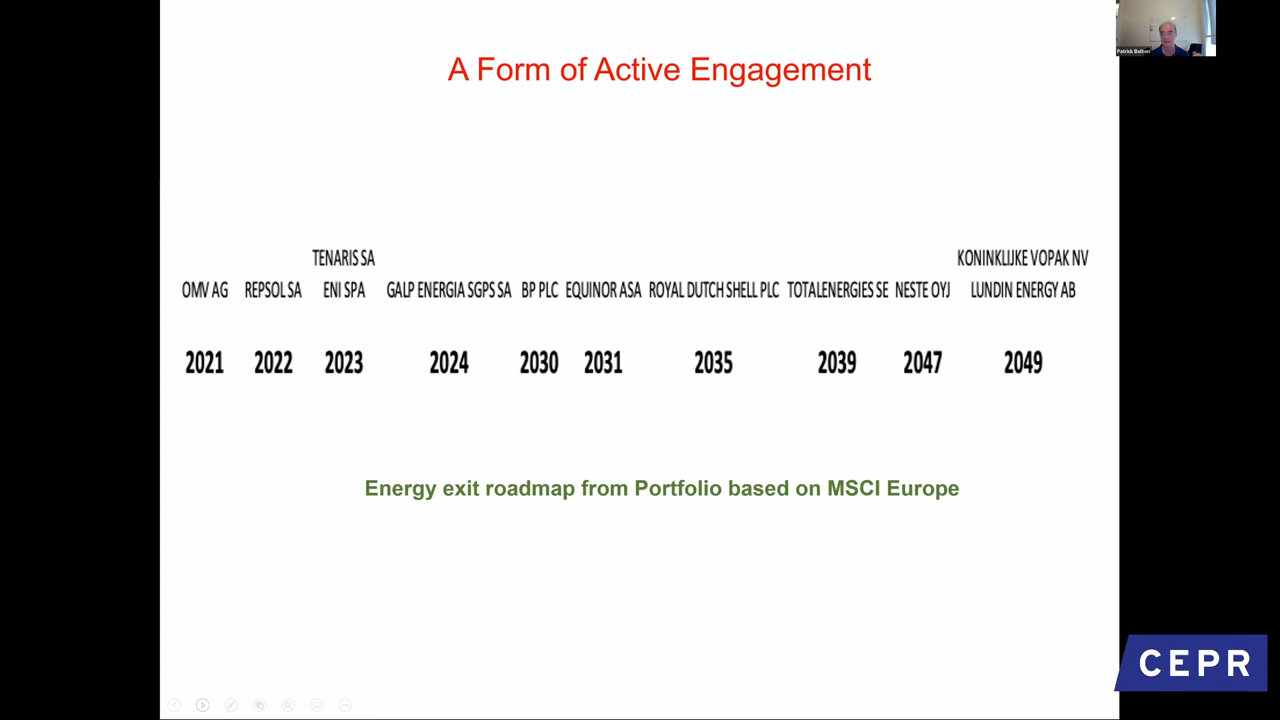 Patrick Bolton
A Form of Active Engagement
TENARIS SA
KONINKLIJKE VOPAK NV
OMV AG
REPSOL SA
ENI SPA
GALP ENERGIA SGPS SA
BP PLC
EQUINOR ASA
ROYAL DUTCH SHELL PLC
TOTALENERGIES SE
NESTE OYJ
LUNDIN ENERGY AB
2021
2022
2023
2024
2030
2031
2035
2039
2047
2049
Energy exit roadmap from Portfolio based on MSCI Europe
CEPR